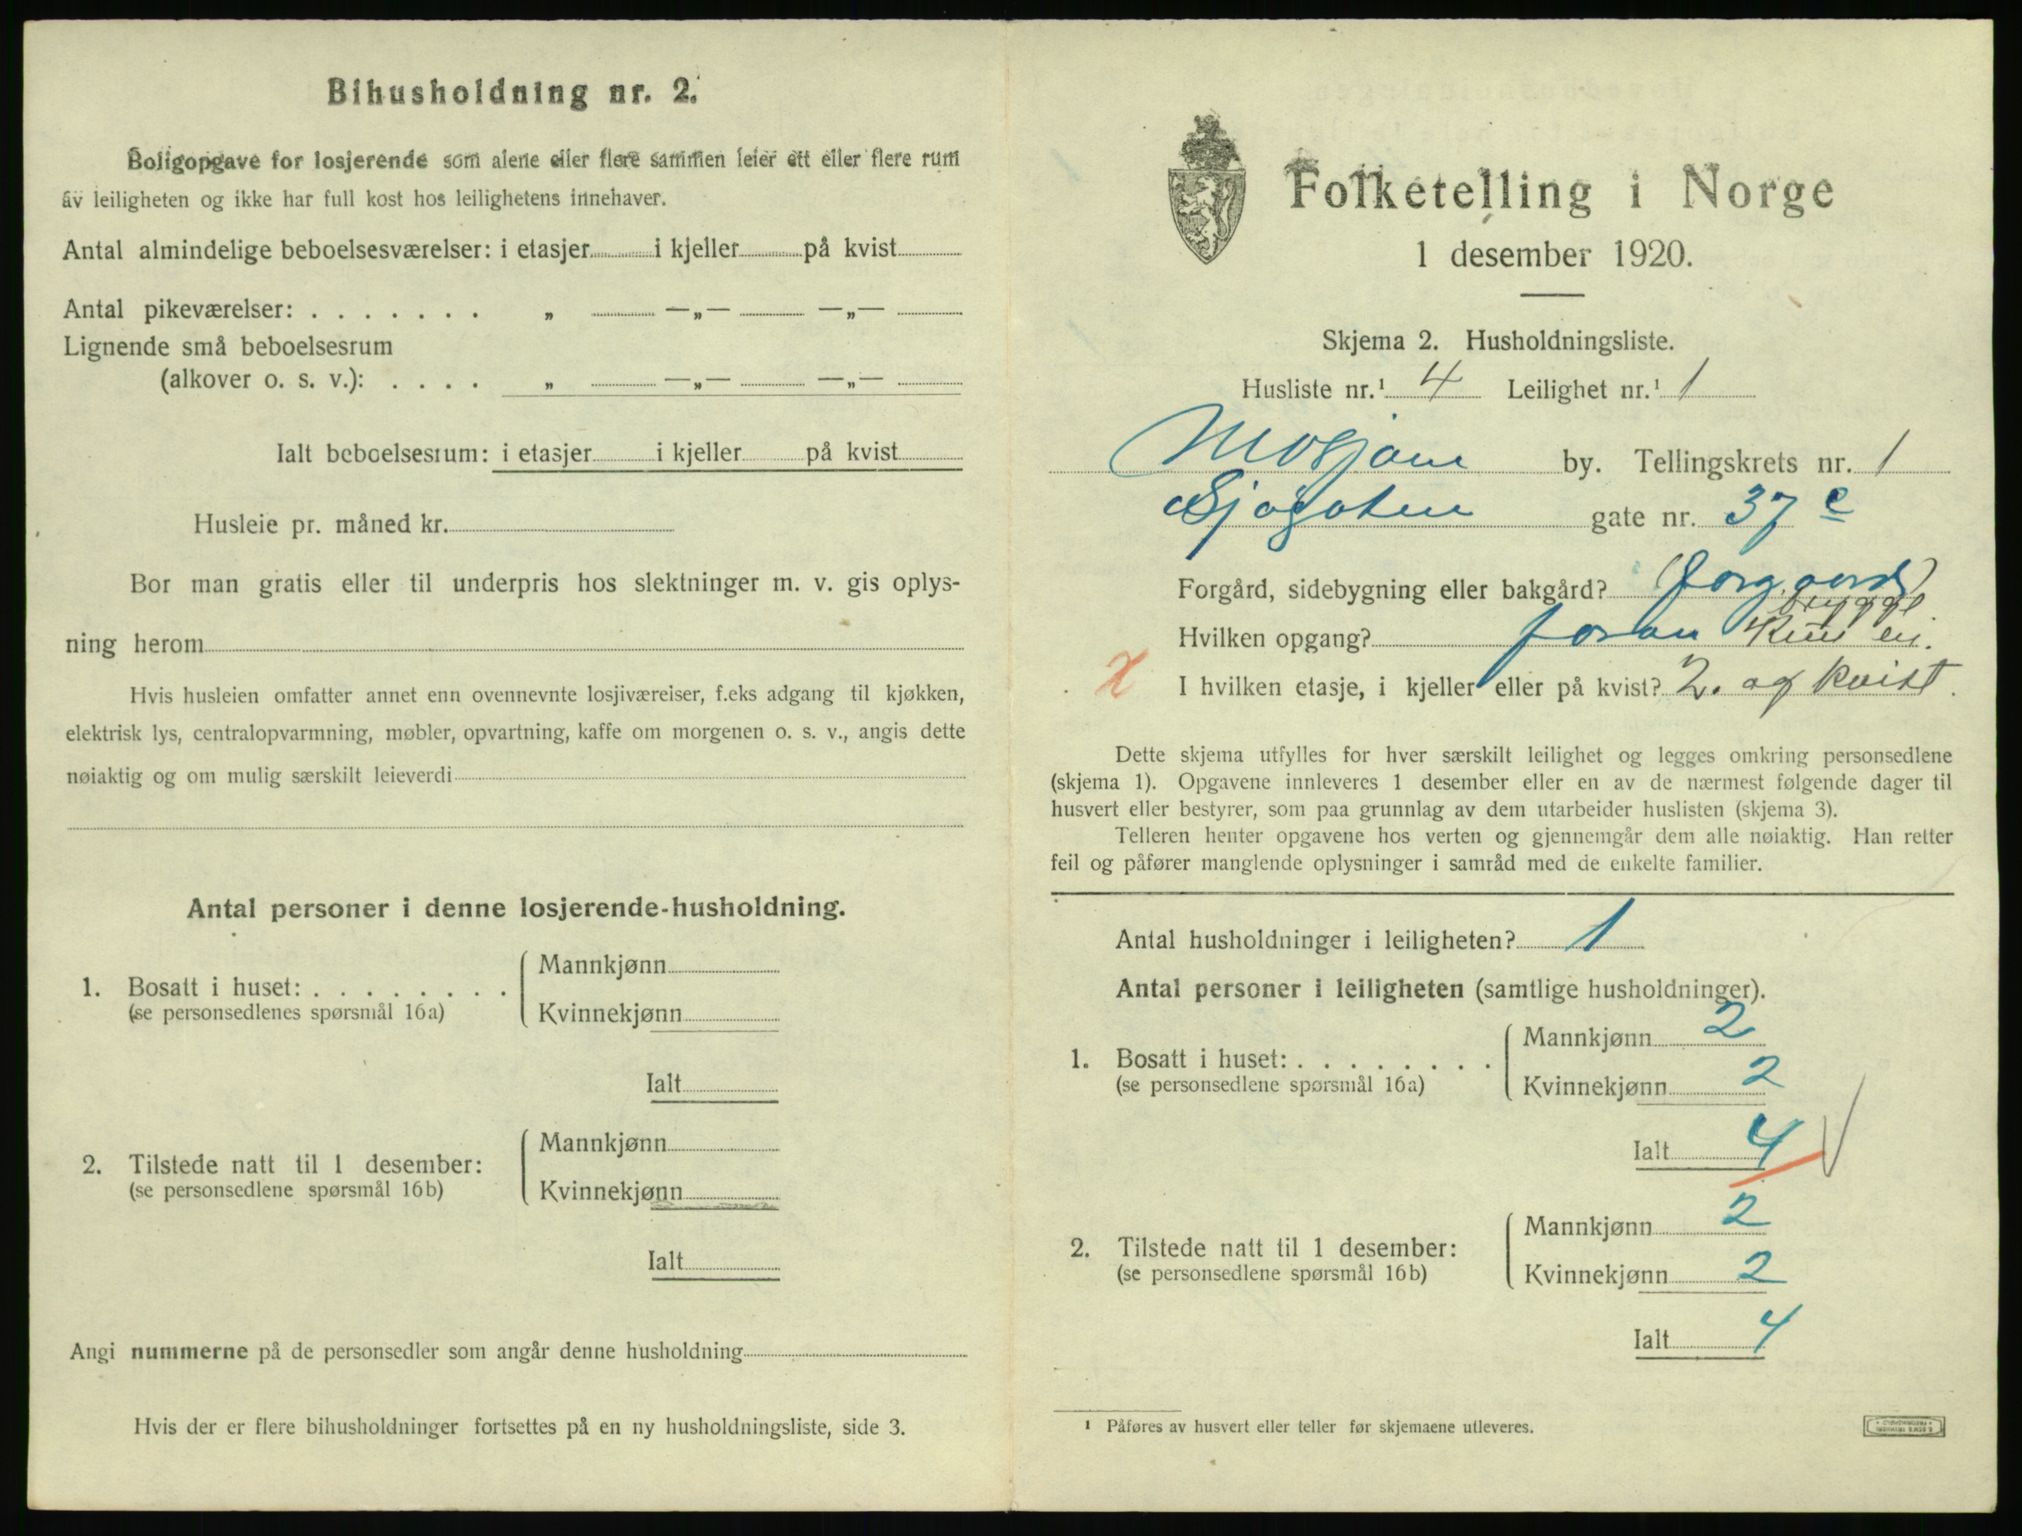 Bihusholdning nr. 2.
Boligopgave for losjerende som alene eller flere sammen leier ett eller flere rum
av leiligheten og ikke har full kost hos leilighetens innehaver.
Antal almindelige beboelsesværelser: i etasjer i kjeller på kvist
Antal pikeværelser: . . . . . . . „ —„— —„—
Lignende små beboelsesrum
(alkover o. s. v.): . . . . „ —„— —„—
Ialt beboelsesrum: i etasjer i kjeller på kvist
Husleie pr. måned kr.
Bor man gratis eller til underpris hos slektninger m. v. gis oplys-
ning herom
Hvis husleien omfatter annet enn ovennevnte losjiværelser, f.eks adgang til kjøkken,
elektrisk lys, centralopvarmning, møbler, opvartning, kaffe om morgenen o. s. v., angis dette
nøiaktig og om mulig særskilt leieverdi
Antal personer i denne losjerende-husholdning.
1. Bosatt i huset: . . . . . . . . Mannkjønn
(se personsedlenes spørsmål 16a) Kvinnekjønn
Ialt
2. Tilstede natt til 1 desember: Mannkjønn
(se personsedlene spørsmål 16b) Kvinnekjønn
Ialt
Angi nummerne på de personsedler som angår denne husholdning
Hvis der er flere bihusholdninger fortsettes på en ny husholdningsliste, side 3.
Folketelling i Norge
1 desember 1920.
Skjema 2. Husholdningsliste.
Husliste nr.¹ 4 Leilighet nr.¹ 1
Mosjøen by. Tellingskrets nr. 1
Sjøgaten gate nr. 37 c
Forgård, sidebygning eller bakgård? Forgaard
brygge
Hvilken opgang? foran
x I hvilken etasje, i kjeller eller på kvist? 2. og kvist.
Dette skjema utfylles for hver særskilt leilighet og legges omkring personsedlene
(skjema 1). Opgavene innleveres 1 desember eller en av de nærmest følgende dager til
husvert eller bestyrer, som paa grunnlag av dem utarbeider huslisten (skjema 3).
Telleren henter opgavene hos verten og gjennemgår dem alle nøiaktig. Han retter
feil og påfører manglende oplysninger i samråd med de enkelte familier.
Antal husholdninger i leiligheten? 1
Antal personer i leiligheten (samtlige husholdninger).
1. Bosatt i huset: . . . . . . . . Mannkjønn 2
(se personsedlene spørsmål 16a) Kvinnekjønn 2
Ialt 4
2. Tilstede natt til 1 desember: Mannkjønn 2
(se personsedlene spørsmål 16b) Kvinnekjønn 2
Ialt 4
¹ Påføres av husvert eller teller før skjemaene utleveres.